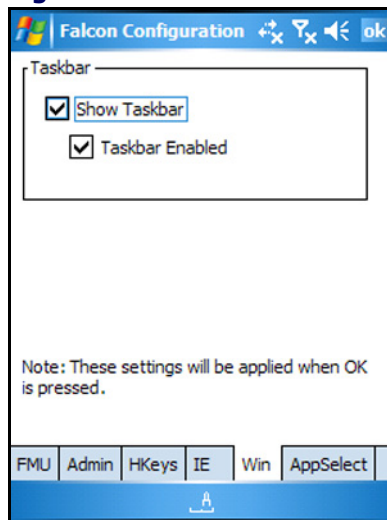 Falcon Configuration ok
Taskbar
Show Taskbar
Taskbar Enabled
Note: These settings will be applied when OK
is pressed.
FMU Admin HKeys IE Win AppSelect